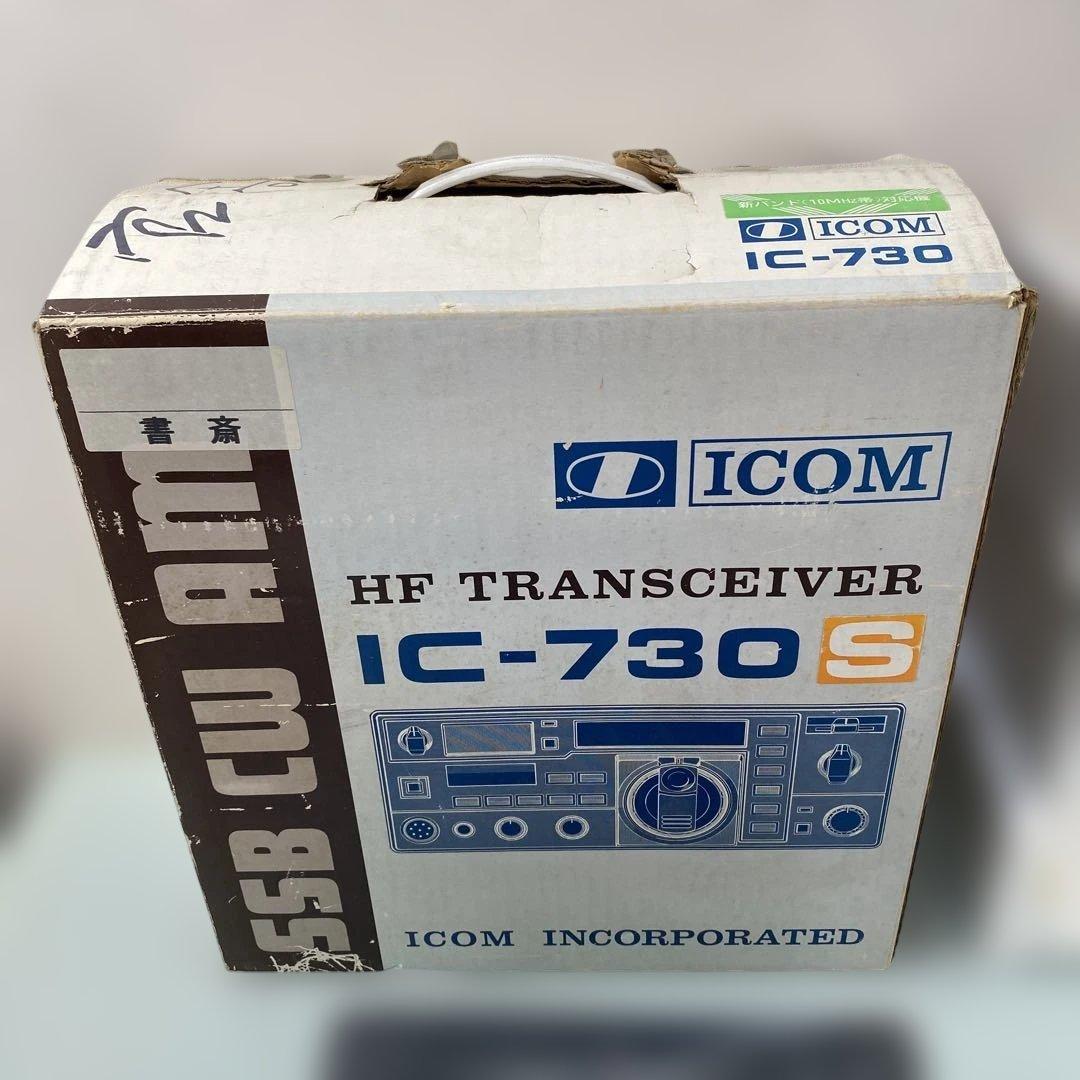 新バンド(10MHz帯)対応機
ICOM
IC-730
書斎
SSB CW AM
ICOM
HF TRANSCEIVER
IC-730 S
ICOM INCORPORATED